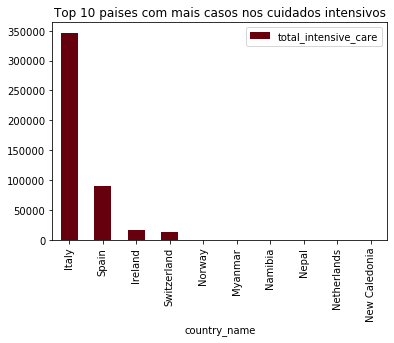 Top 10 paises com mais casos nos cuidados intensivos
total_intensive_care
350000
300000
250000
200000
150000
100000
50000
0
Italy
Spain
Ireland
Switzerland
Norway
Myanmar
Namibia
Nepal
Netherlands
New Caledonia
country_name